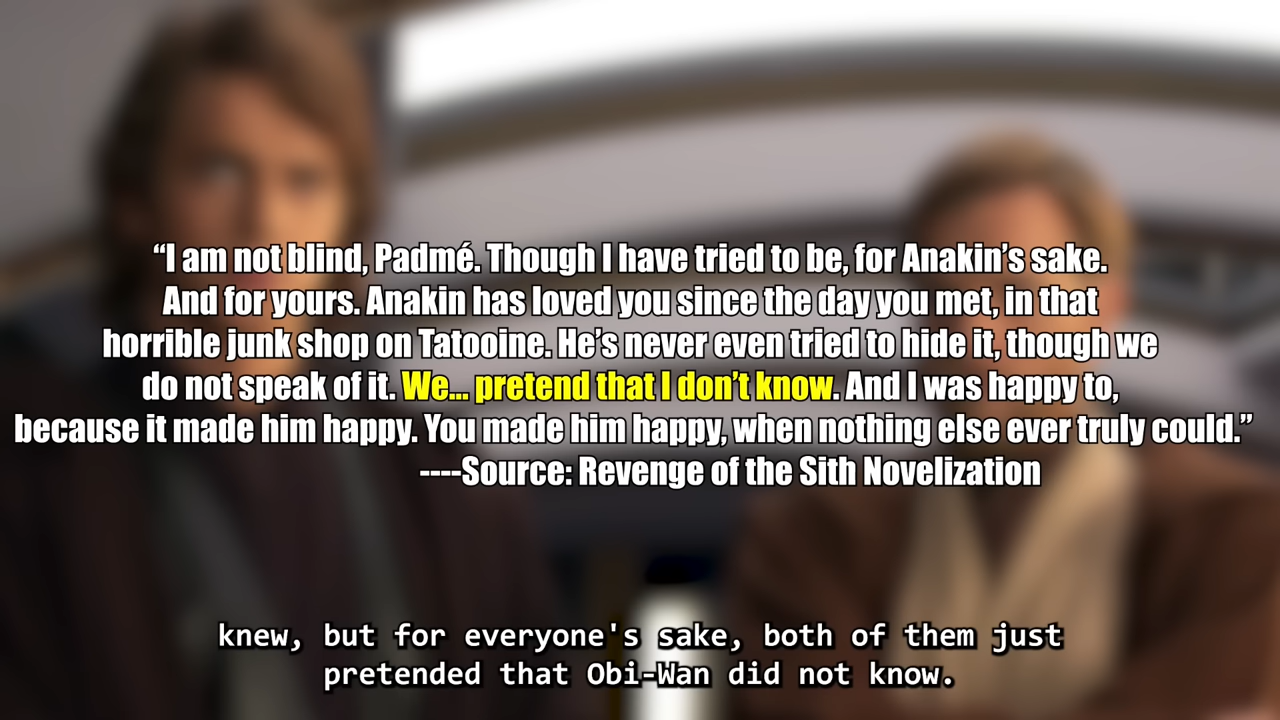 “I am not blind, Padmé. Though I have tried to be, for Anakin’s sake.
And for yours. Anakin has loved you since the day you met, in that
horrible junk shop on Tatooine. He’s never even tried to hide it, though we
do not speak of it. We... pretend that I don’t know. And I was happy to,
because it made him happy. You made him happy, when nothing else ever truly could.”
----Source: Revenge of the Sith Novelization
knew, but for everyone's sake, both of them just
pretended that Obi-Wan did not know.